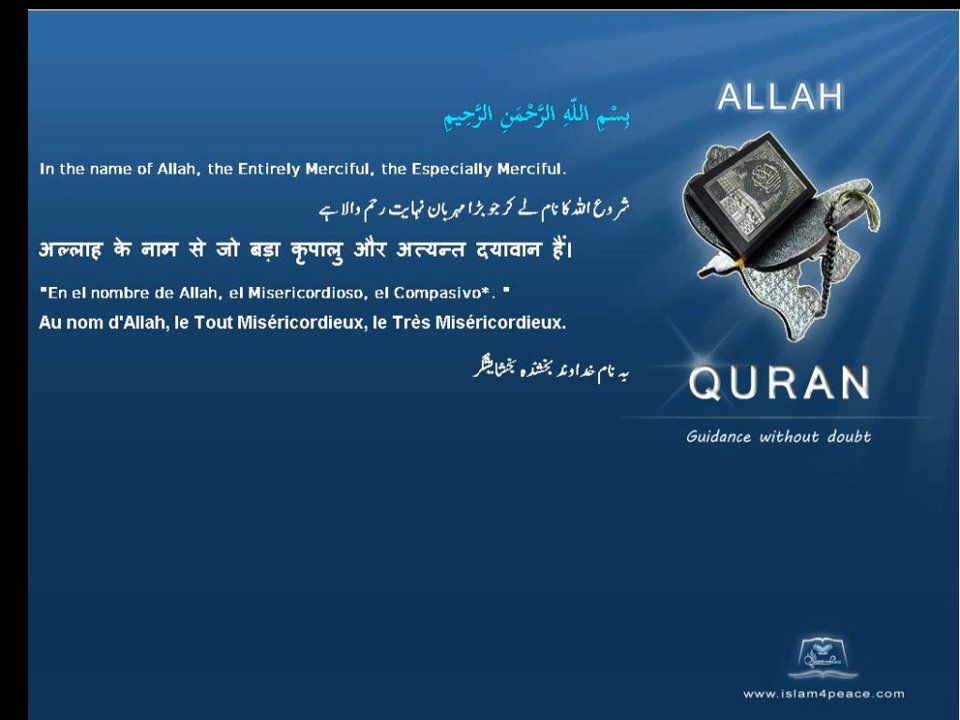 بِسْمِ اللَّهِ الرَّحْمَنِ الرَّحِيمِ
In the name of Allah, the Entirely Merciful, the Especially Merciful.
شروع الله کا نام لے کر جو بڑا مہربان نہایت رحم والا ہے
अल्लाह के नाम से जो बड़ा कृपालु और अत्यन्त दयावान हैं।
"En el nombre de Allah, el Misericordioso, el Compasivo*. "
Au nom d'Allah, le Tout Miséricordieux, le Très Miséricordieux.
به نام خداوند بخشنده بخشایشگر
ALLAH
QURAN
Guidance without doubt
www.islam4peace.com